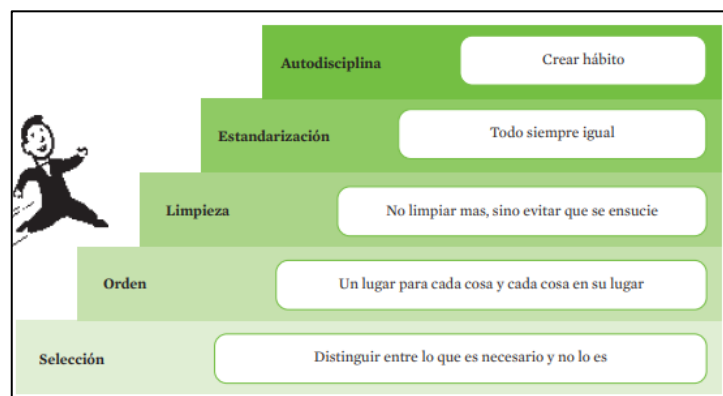 Autodisciplina
Crear hábito
Estandarización
Todo siempre igual
Limpieza
No limpiar mas, sino evitar que se ensucie
Orden
Un lugar para cada cosa y cada cosa en su lugar
Selección
Distinguir entre lo que es necesario y no lo es